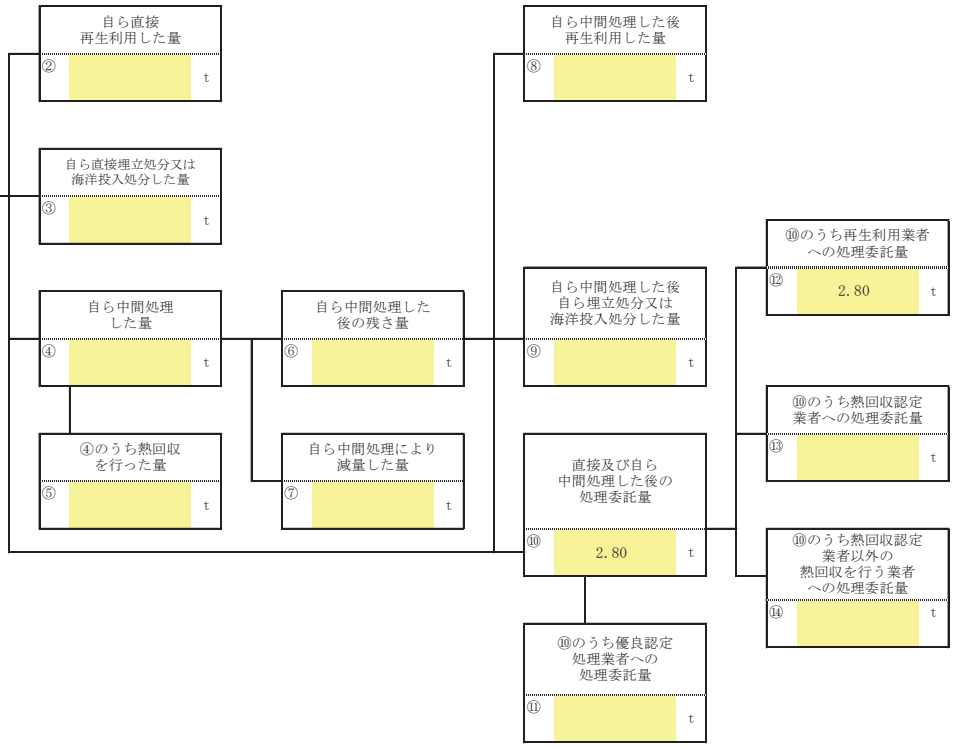 自ら直接
再生利用した量
②
t
自ら中間処理した後
再生利用した量
⑧
t
自ら直接埋立処分又は
海洋投入処分した量
③
t
⑩のうち再生利用業者
への処理委託量
⑫
2.80
t
自ら中間処理
した量
④
t
自ら中間処理した
後の残さ量
⑥
t
自ら中間処理した後
自ら埋立処分又は
海洋投入処分した量
⑨
t
⑩のうち熱回収認定
業者への処理委託量
⑬
t
④のうち熱回収
を行った量
⑤
t
自ら中間処理により
減量した量
⑦
t
直接及び自ら
中間処理した後の
処理委託量
⑩
2.80
t
⑩のうち熱回収認定
業者以外の
熱回収を行う業者
への処理委託量
⑭
t
⑩のうち優良認定
処理業者への
処理委託量
⑪
t